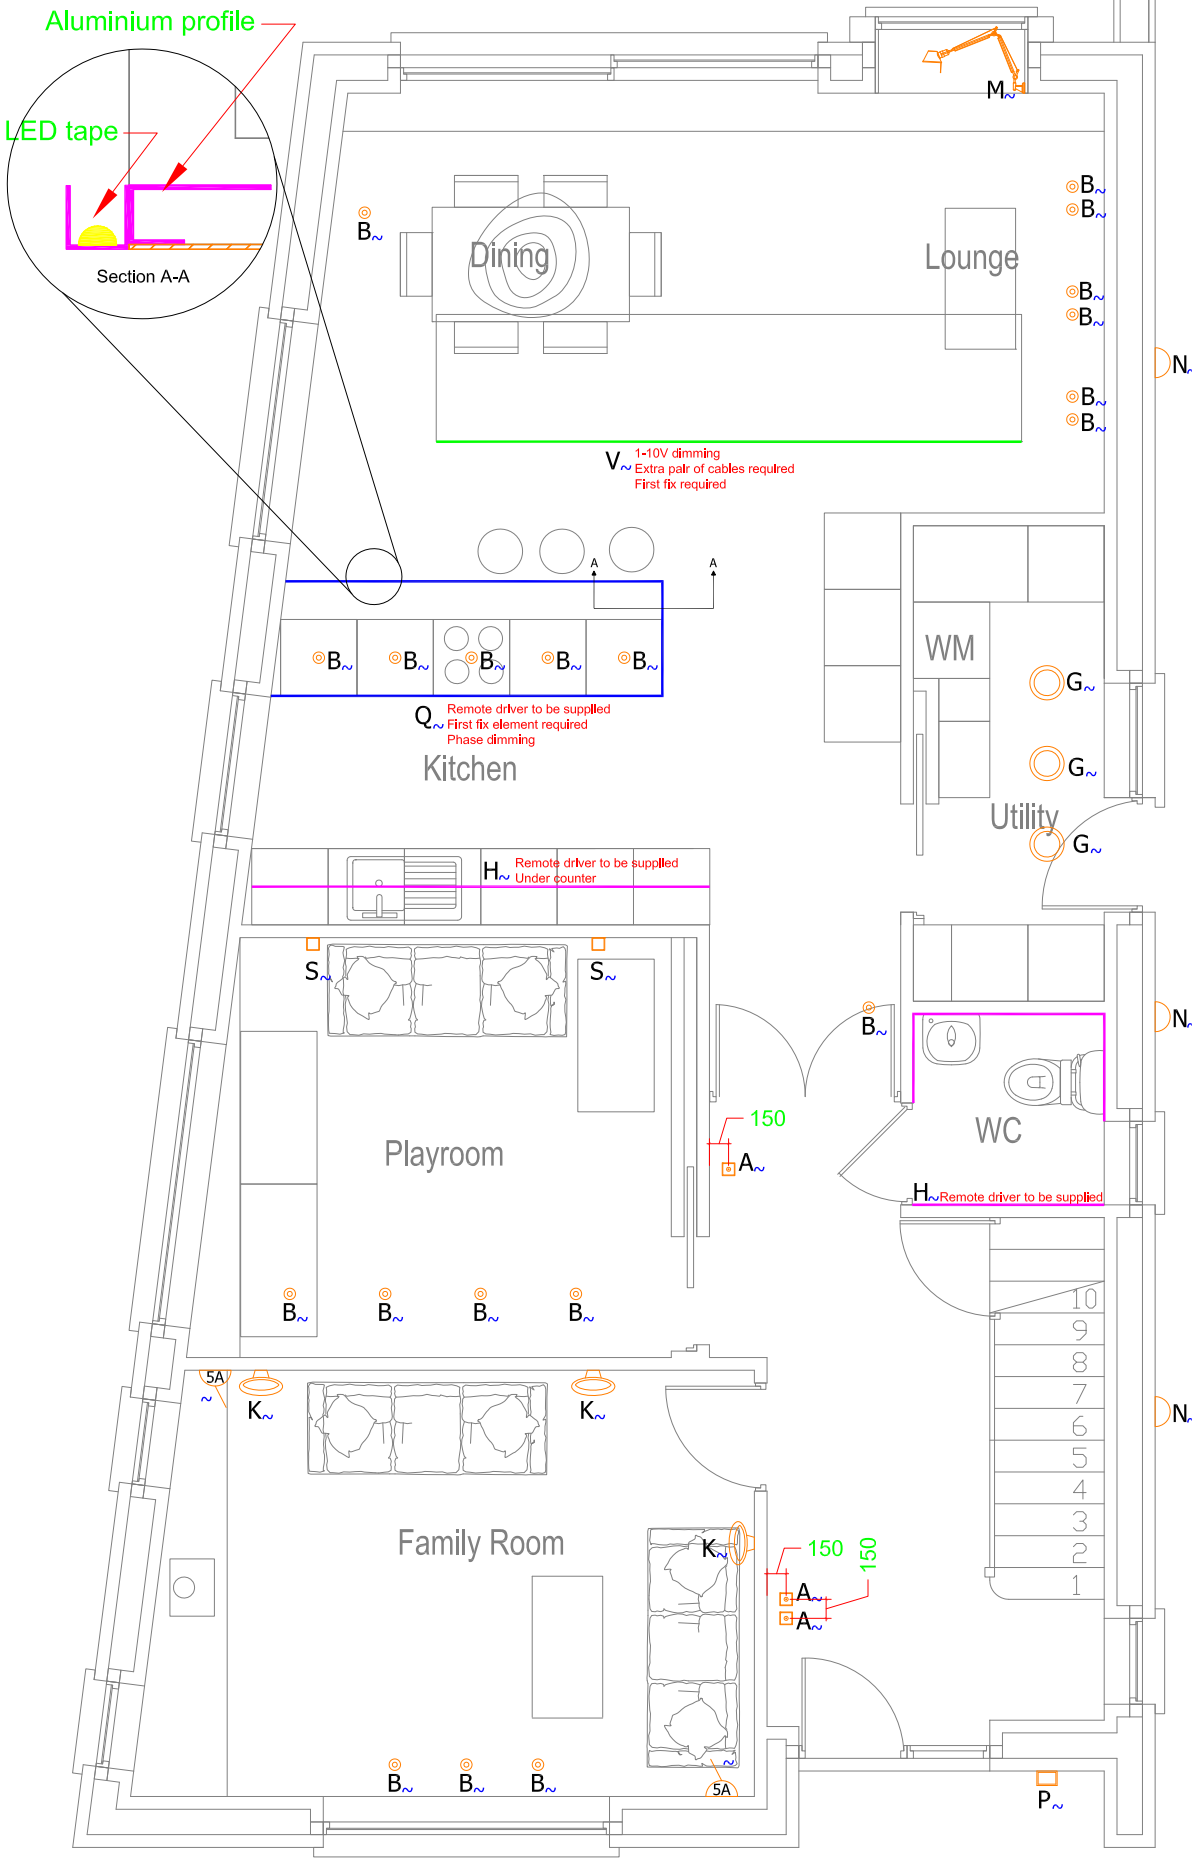 Aluminium profile
LED tape
Section A-A
M~
B~
B~
B~
Dining
Lounge
B~
B~
N~
B~
B~
V~
1-10V dimming
Extra pair of cables required
First fix required
A
A
B~
B~
B~
B~
B~
WM
G~
Q~
Remote driver to be supplied
First fix element required
Phase dimming
Kitchen
G~
Utility
G~
H~
Remote driver to be supplied
Under counter
S~
S~
B~
N~
150
WC
Playroom
A~
H~
Remote driver to be supplied
B~
B~
B~
B~
10
9
8
7
6
5
4
3
2
1
5A
~
K~
K~
N~
Family Room
K~
150
150
A~
A~
B~
B~
B~
~
5A
P~